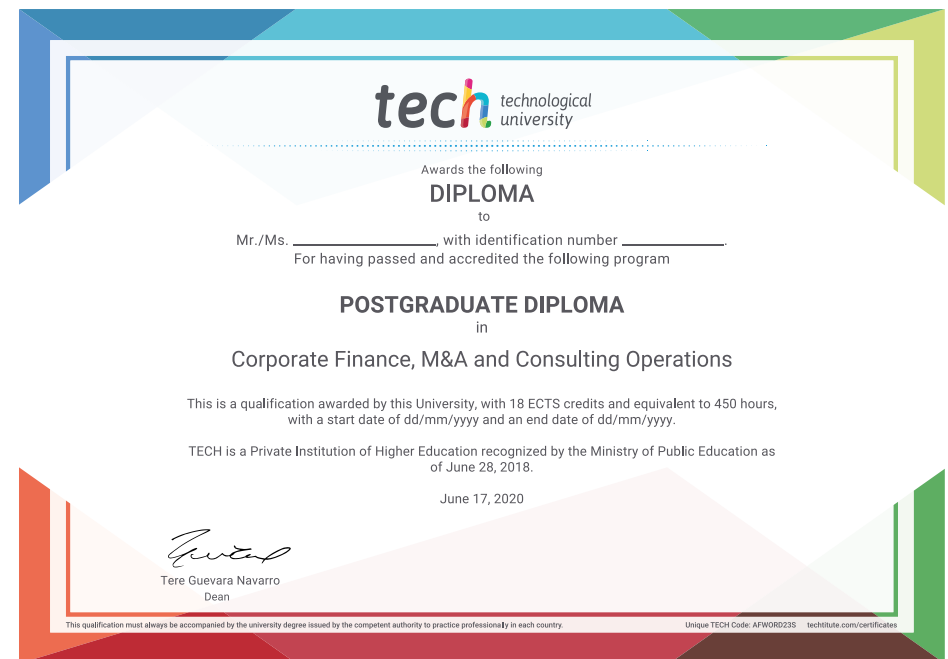 tech technological
university
Awards the following
DIPLOMA
to
Mr./Ms. ____________________, with identification number ______________.
For having passed and accredited the following program
POSTGRADUATE DIPLOMA
in
Corporate Finance, M&A and Consulting Operations
This is a qualification awarded by this University, with 18 ECTS credits and equivalent to 450 hours,
with a start date of dd/mm/yyyy and an end date of dd/mm/yyyy.
TECH is a Private Institution of Higher Education recognized by the Ministry of Public Education as
of June 28, 2018.
June 17, 2020
Tere Guevara Navarro
Dean
This qualification must always be accompanied by the university degree issued by the competent authority to practice professionally in each country.
Unique TECH Code: AFWORD23S techtitute.com/certificates